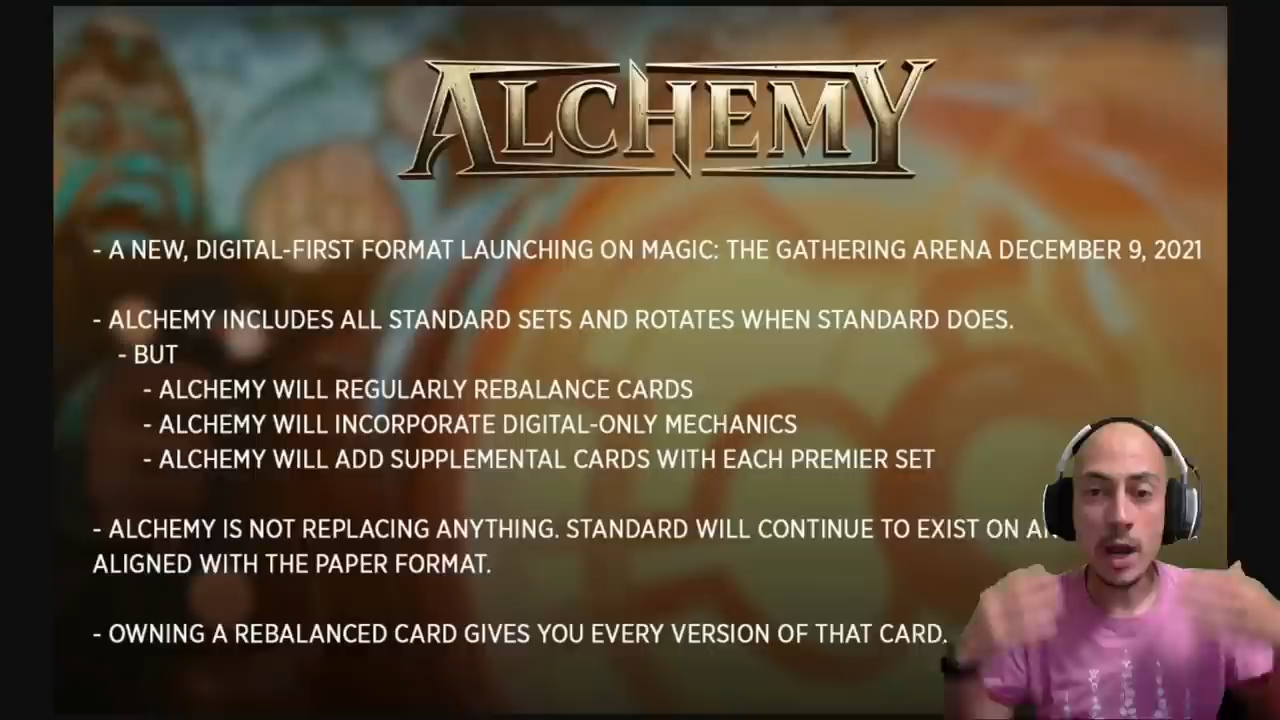 ALCHEMY
- A NEW, DIGITAL-FIRST FORMAT LAUNCHING ON MAGIC: THE GATHERING ARENA DECEMBER 9, 2021
- ALCHEMY INCLUDES ALL STANDARD SETS AND ROTATES WHEN STANDARD DOES.
- BUT
- ALCHEMY WILL REGULARLY REBALANCE CARDS
- ALCHEMY WILL INCORPORATE DIGITAL-ONLY MECHANICS
- ALCHEMY WILL ADD SUPPLEMENTAL CARDS WITH EACH PREMIER SET
- ALCHEMY IS NOT REPLACING ANYTHING. STANDARD WILL CONTINUE TO EXIST ON
ALIGNED WITH THE PAPER FORMAT.
- OWNING A REBALANCED CARD GIVES YOU EVERY VERSION OF THAT CARD.